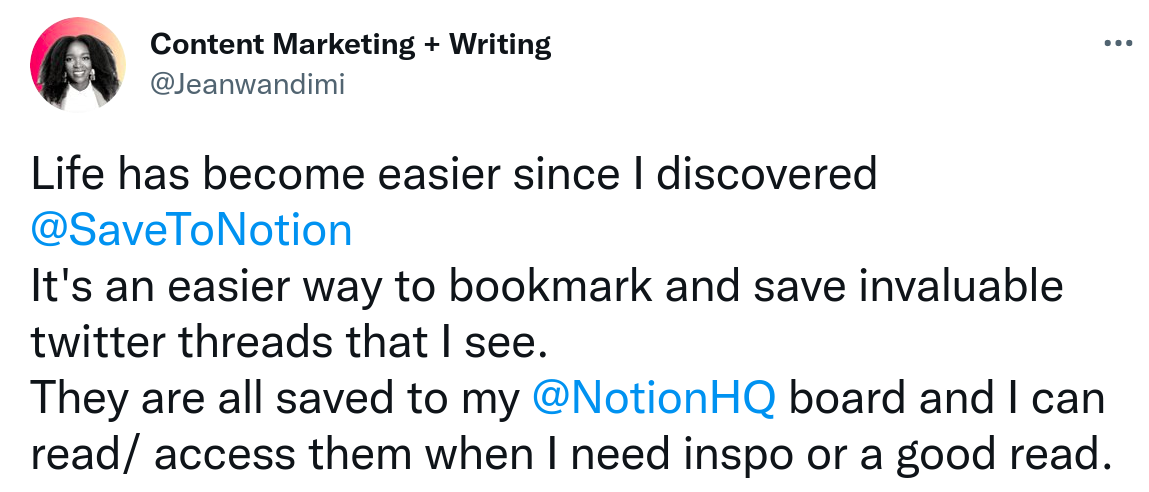 Content Marketing + Writing
@Jeanwandimi
Life has become easier since I discovered
@SaveToNotion
It's an easier way to bookmark and save invaluable
twitter threads that I see.
They are all saved to my @NotionHQ board and I can
read/ access them when I need inspo or a good read.